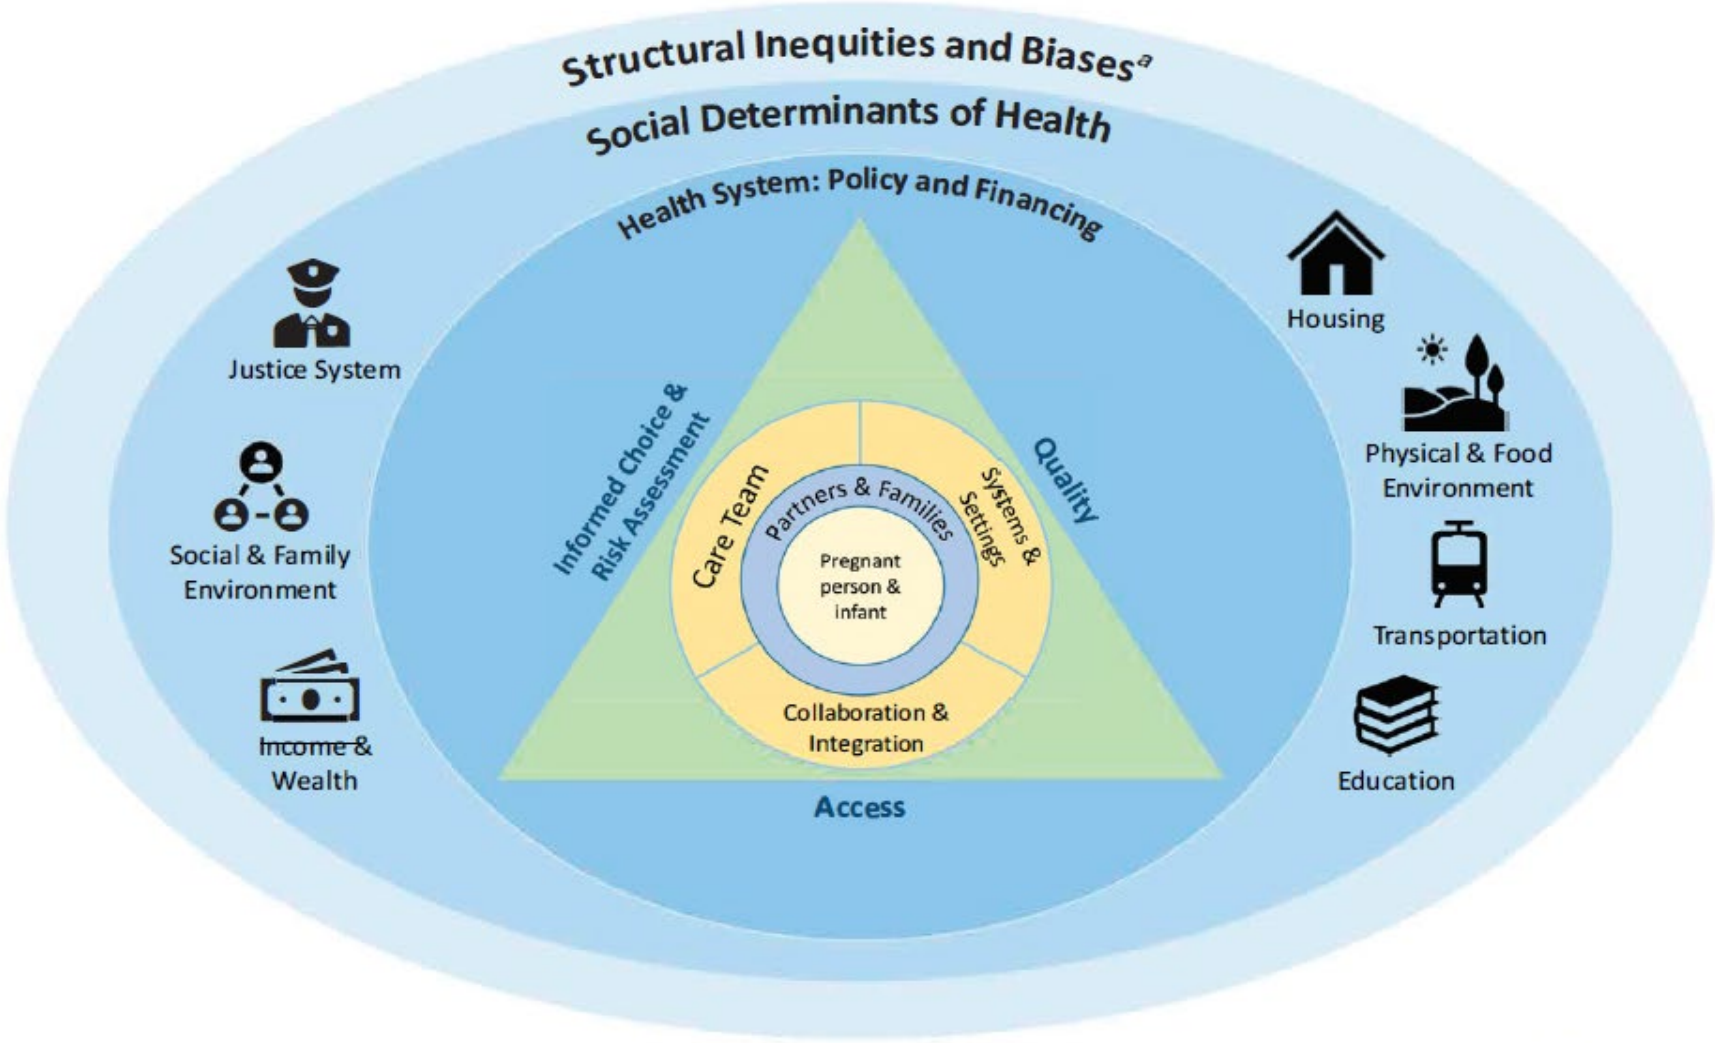 Structural Inequities and Biasesᵃ
Social Determinants of Health
Health System: Policy and Financing
Justice System
Social & Family
Environment
Income &
Wealth
Informed Choice &
Risk Assessment
Quality
Access
Care Team
Systems &
Settings
Collaboration &
Integration
Partners & Families
Pregnant
person &
infant
Housing
Physical & Food
Environment
Transportation
Education